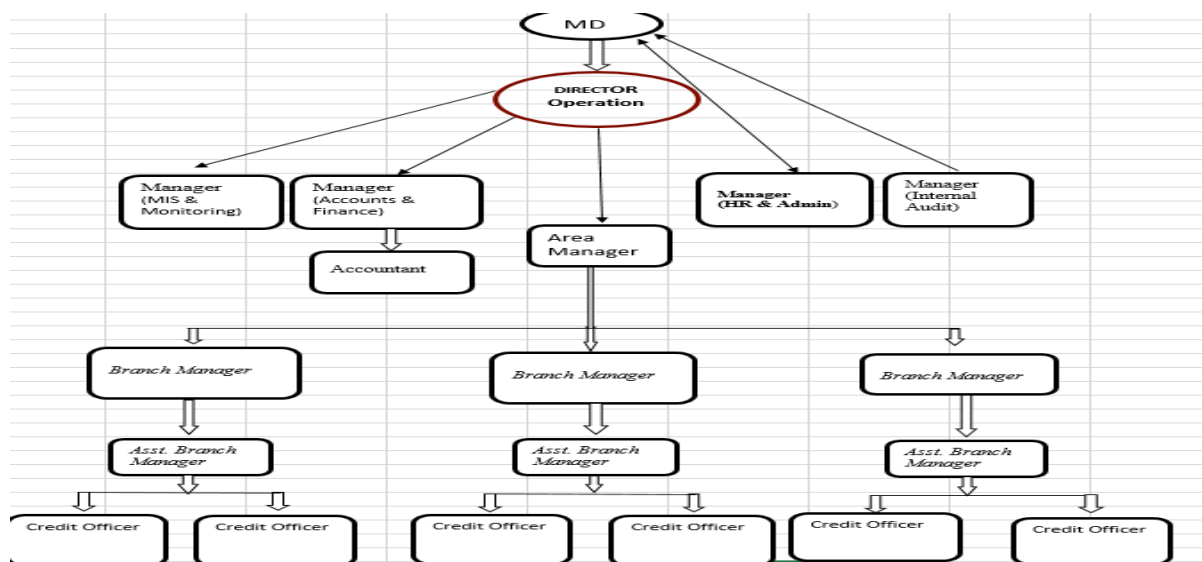 MD
DIRECTOR
Operation
Manager
(MIS &
Monitoring)
Manager
(Accounts &
Finance)
Manager
(HR & Admin)
Manager
(Internal
Audit)
Area
Manager
Accountant
Branch Manager
Branch Manager
Branch Manager
Asst. Branch
Manager
Asst. Branch
Manager
Asst. Branch
Manager
Credit Officer
Credit Officer
Credit Officer
Credit Officer
Credit Officer
Credit Officer